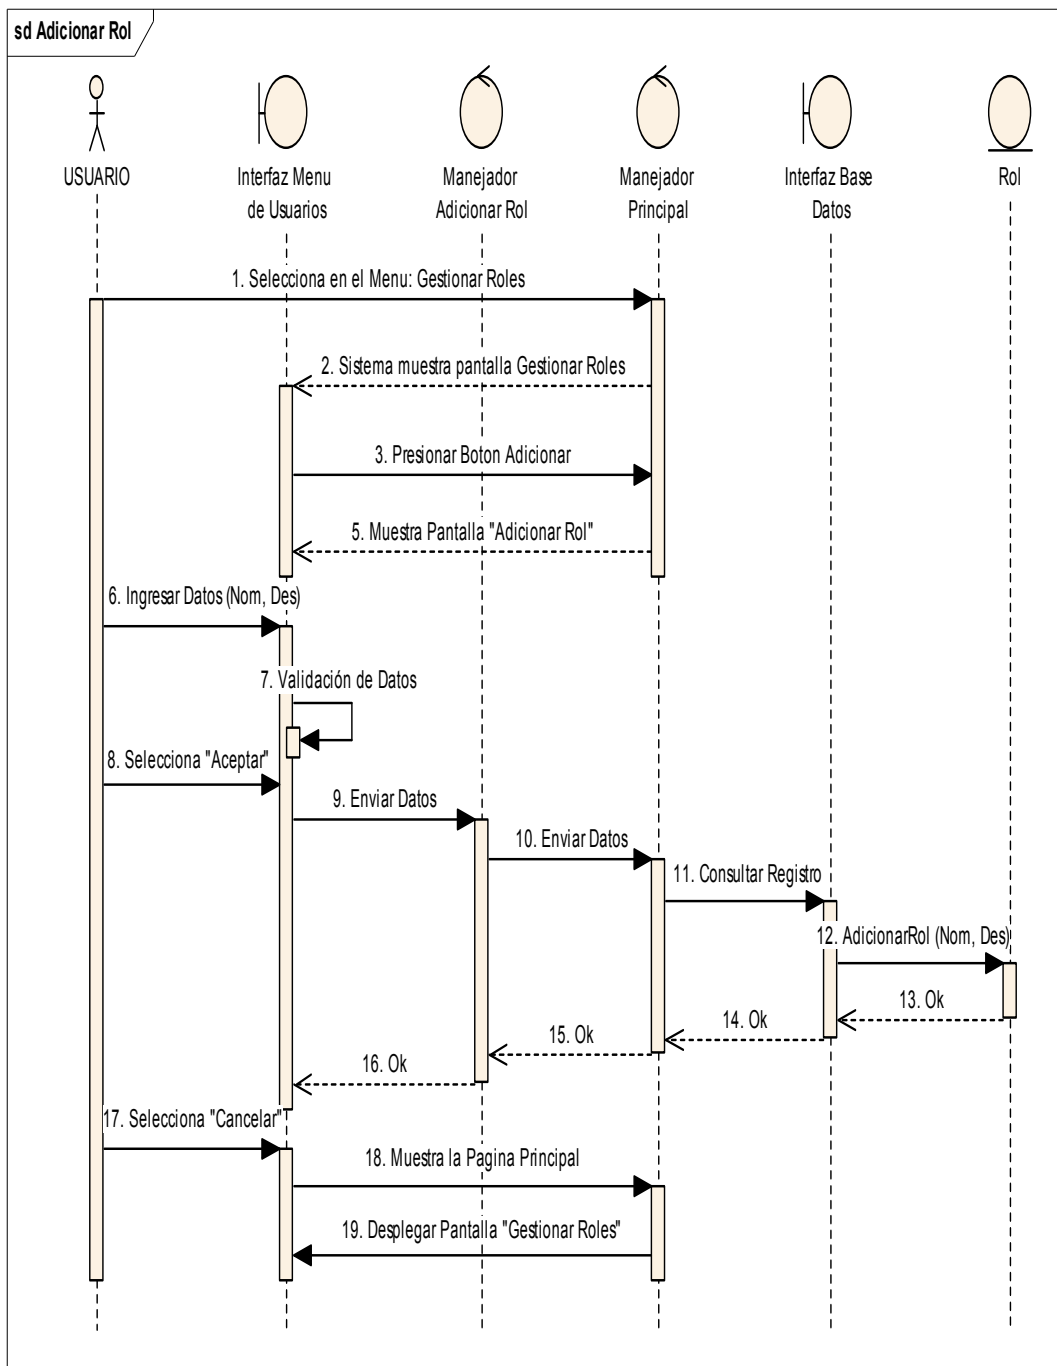 sd Adicionar Rol
USUARIO
Interfaz Menu
de Usuarios
Manejador
Adicionar Rol
Manejador
Principal
Interfaz Base
Datos
Rol
1. Selecciona en el Menu: Gestionar Roles
2. Sistema muestra pantalla Gestionar Roles
3. Presionar Boton Adicionar
5. Muestra Pantalla "Adicionar Rol"
6. Ingresar Datos (Nom, Des)
7. Validación de Datos
8. Selecciona "Aceptar"
9. Enviar Datos
10. Enviar Datos
11. Consultar Registro
12. AdicionarRol (Nom, Des)
13. Ok
14. Ok
15. Ok
16. Ok
17. Selecciona "Cancelar"
18. Muestra la Pagina Principal
19. Desplegar Pantalla "Gestionar Roles"